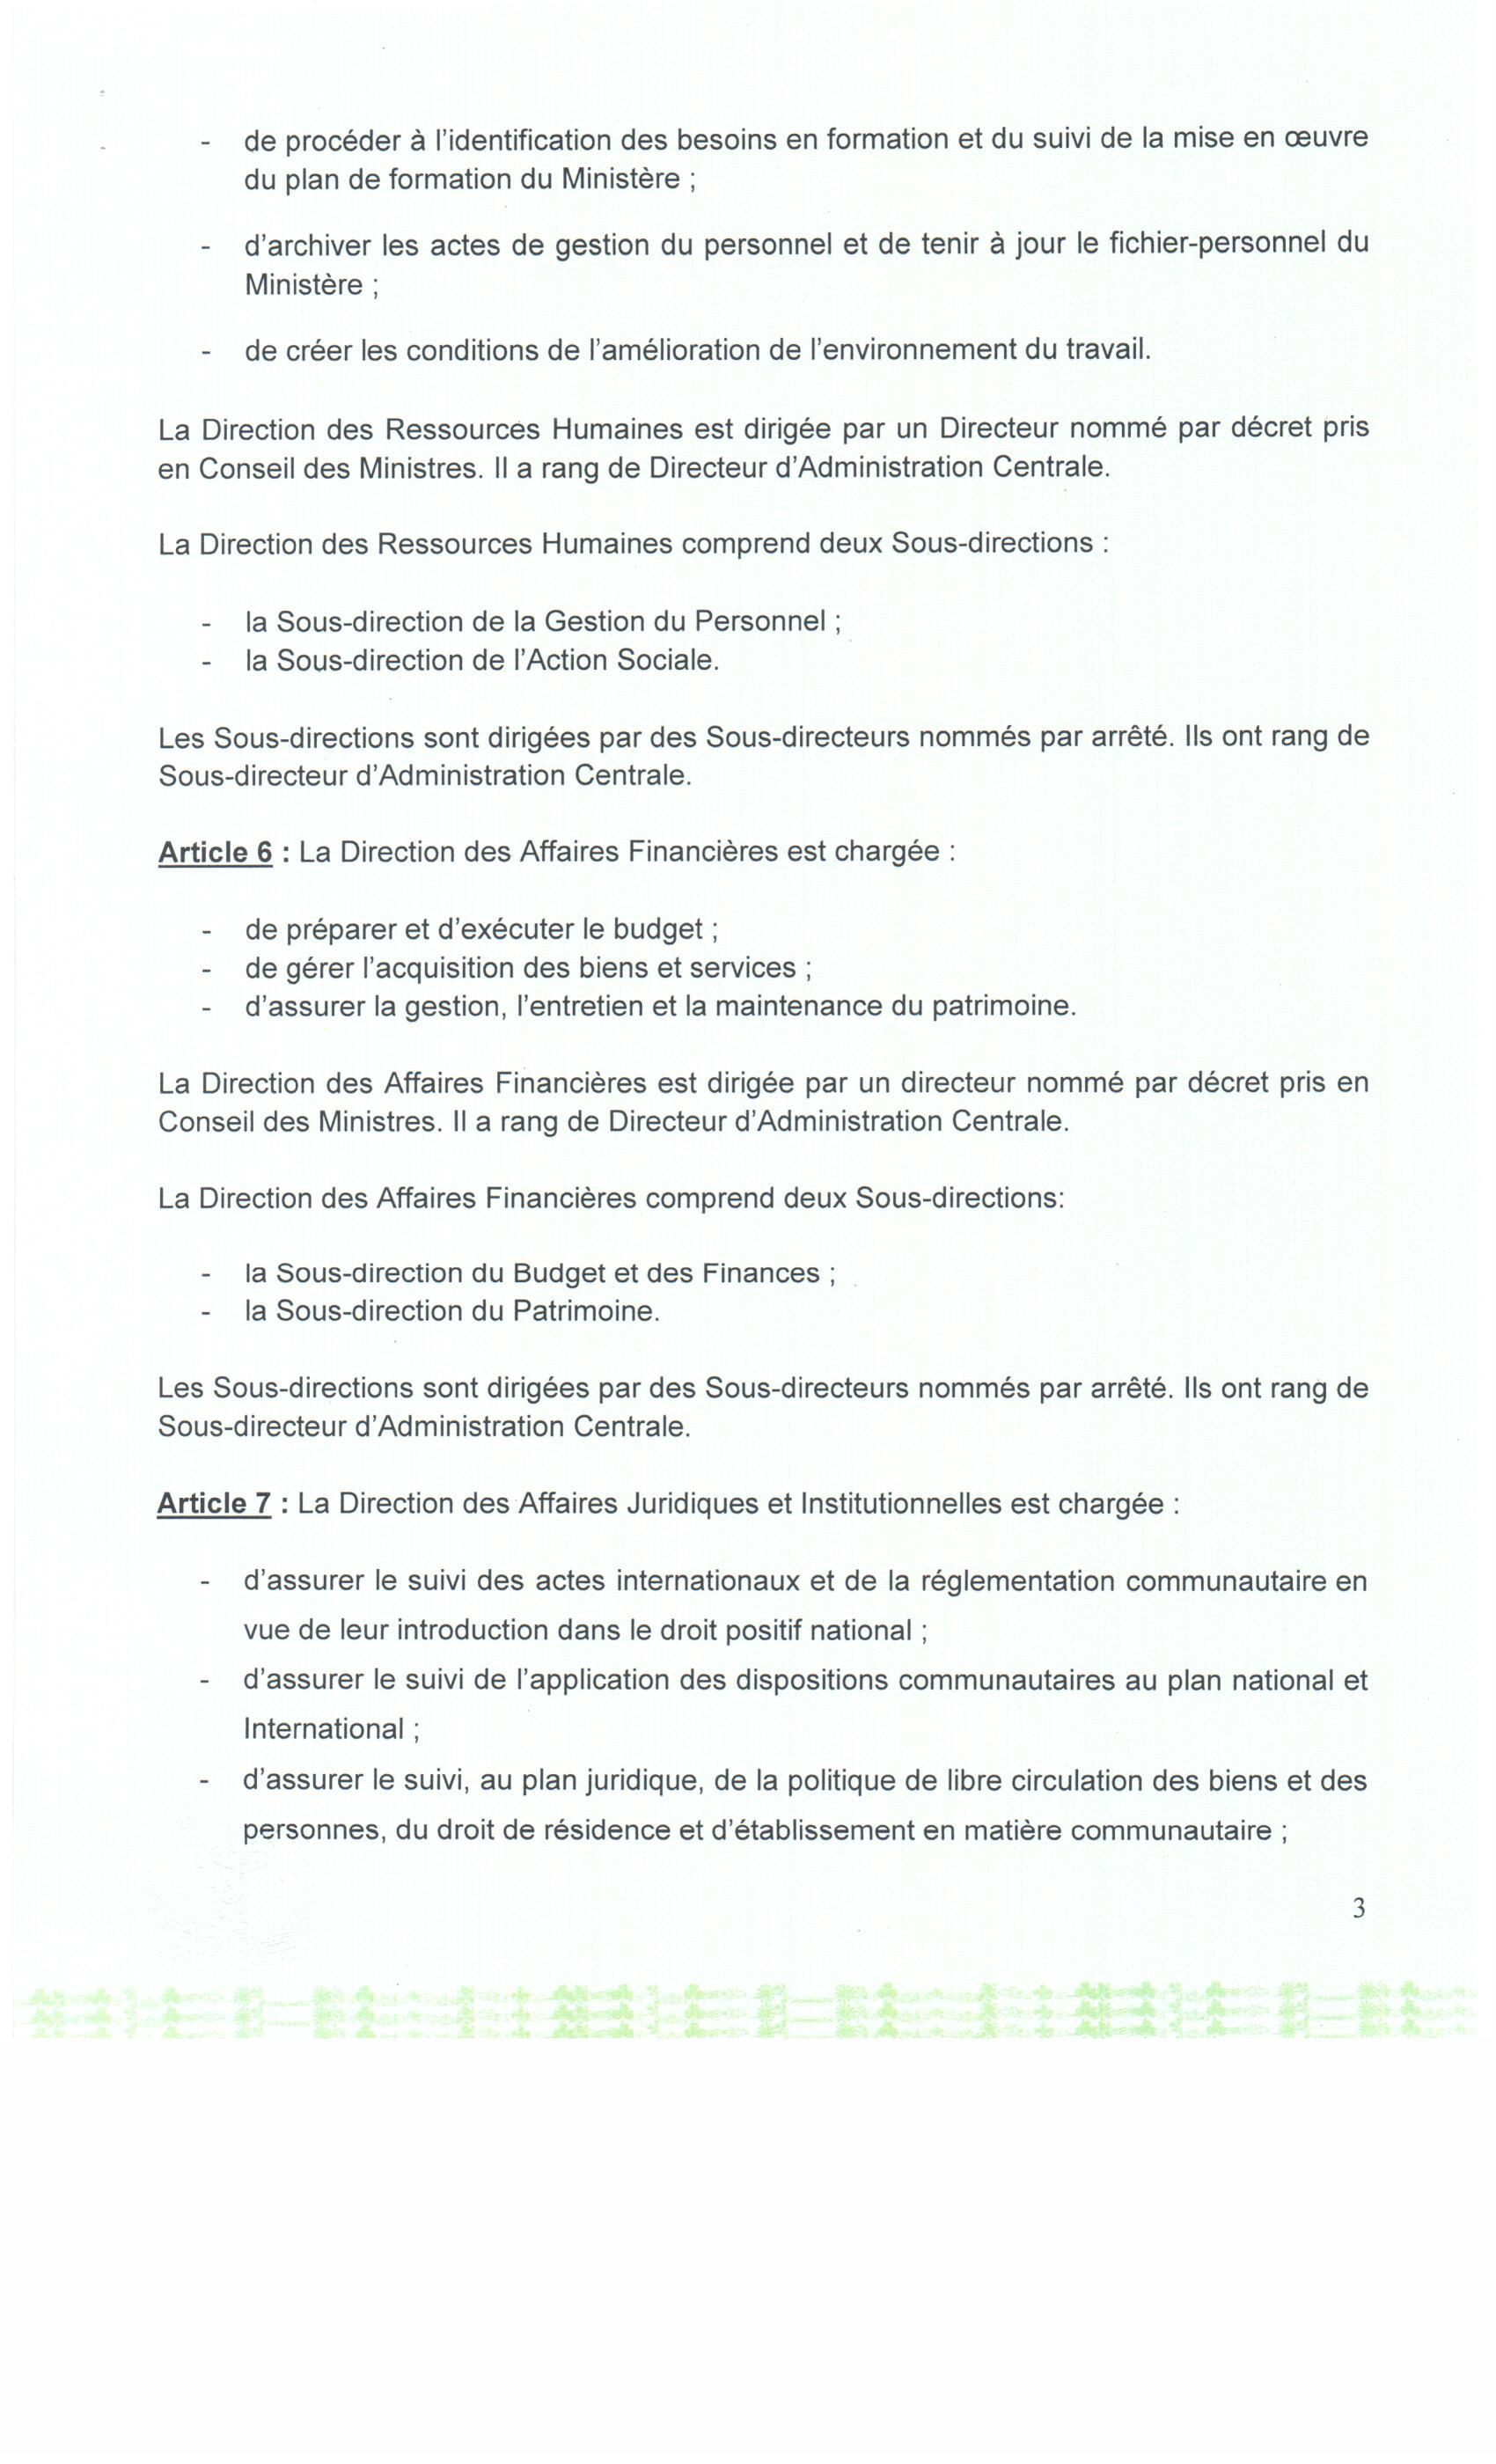 - de procéder à l'identification des besoins en formation et du suivi de la mise en œuvre
du plan de formation du Ministère ;
- d'archiver les actes de gestion du personnel et de tenir à jour le fichier-personnel du
Ministère ;
- de créer les conditions de l'amélioration de l'environnement du travail.
La Direction des Ressources Humaines est dirigée par un Directeur nommé par décret pris
en Conseil des Ministres. Il a rang de Directeur d'Administration Centrale.
La Direction des Ressources Humaines comprend deux Sous-directions :
- la Sous-direction de la Gestion du Personnel ;
- la Sous-direction de l'Action Sociale.
Les Sous-directions sont dirigées par des Sous-directeurs nommés par arrêté. Ils ont rang de
Sous-directeur d'Administration Centrale.
Article 6 : La Direction des Affaires Financières est chargée :
- de préparer et d'exécuter le budget ;
- de gérer l'acquisition des biens et services ;
- d'assurer la gestion, l'entretien et la maintenance du patrimoine.
La Direction des Affaires Financières est dirigée par un directeur nommé par décret pris en
Conseil des Ministres. Il a rang de Directeur d'Administration Centrale.
La Direction des Affaires Financières comprend deux Sous-directions:
- la Sous-direction du Budget et des Finances ;
- la Sous-direction du Patrimoine.
Les Sous-directions sont dirigées par des Sous-directeurs nommés par arrêté. Ils ont rang de
Sous-directeur d'Administration Centrale.
Article 7 : La Direction des Affaires Juridiques et Institutionnelles est chargée :
- d'assurer le suivi des actes internationaux et de la réglementation communautaire en
vue de leur introduction dans le droit positif national ;
- d'assurer le suivi de l'application des dispositions communautaires au plan national et
International ;
- d'assurer le suivi, au plan juridique, de la politique de libre circulation des biens et des
personnes, du droit de résidence et d'établissement en matière communautaire ;
3